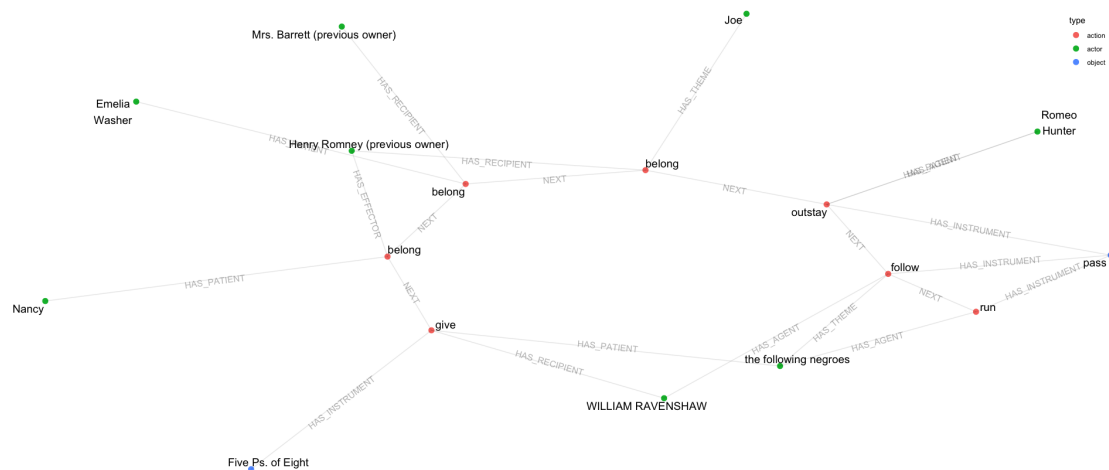 type
action
actor
object
Joe
Mrs. Barrett (previous owner)
HAS_RECIPIENT
HAS_THEME
Emelia
Washer
Romeo
Hunter
Henry Romney (previous owner)
HAS_RECIPIENT
belong
belong
NEXT
NEXT
outstay
HAS_EFFECTOR
NEXT
belong
HAS_INSTRUMENT
NEXT
HAS_PATIENT
Nancy
NEXT
follow
HAS_INSTRUMENT
pass
HAS_INSTRUMENT
NEXT
run
give
HAS_THEME
HAS_AGENT
HAS_AGENT
HAS_PATIENT
the following negroes
HAS_RECIPIENT
WILLIAM RAVENSHAW
HAS_INSTRUMENT
Five Ps. of Eight